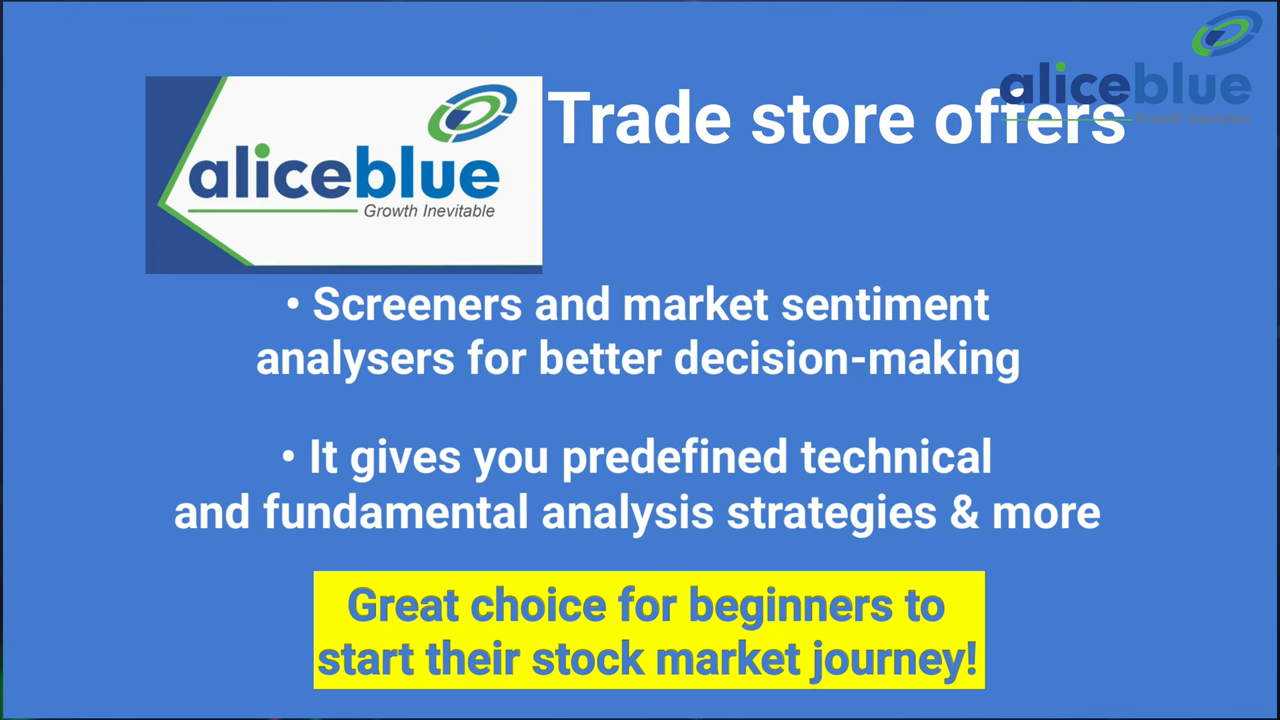 aliceblue
Growth Inevitable
Trade store offers
aliceblue
Growth Inevitable
• Screeners and market sentiment
analysers for better decision-making
• It gives you predefined technical
and fundamental analysis strategies & more
Great choice for beginners to
start their stock market journey!